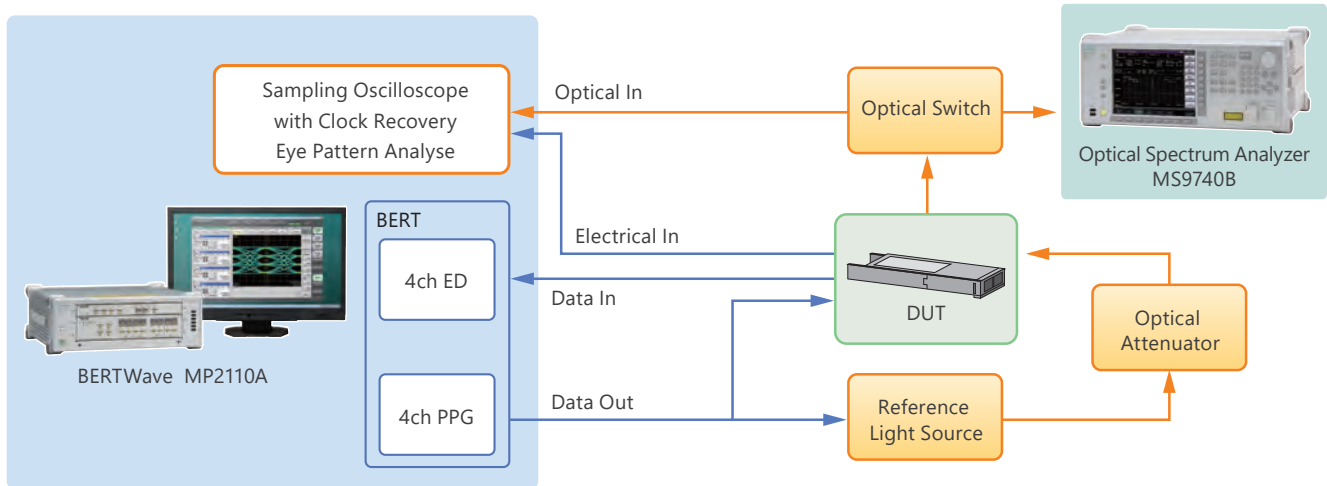 Sampling Oscilloscope
with Clock Recovery
Eye Pattern Analyse
Optical In
Optical Switch
Optical Spectrum Analyzer
MS9740B
BERT
Electrical In
4ch ED
Data In
DUT
Optical
Attenuator
BERTWave MP2110A
4ch PPG
Data Out
Reference
Light Source